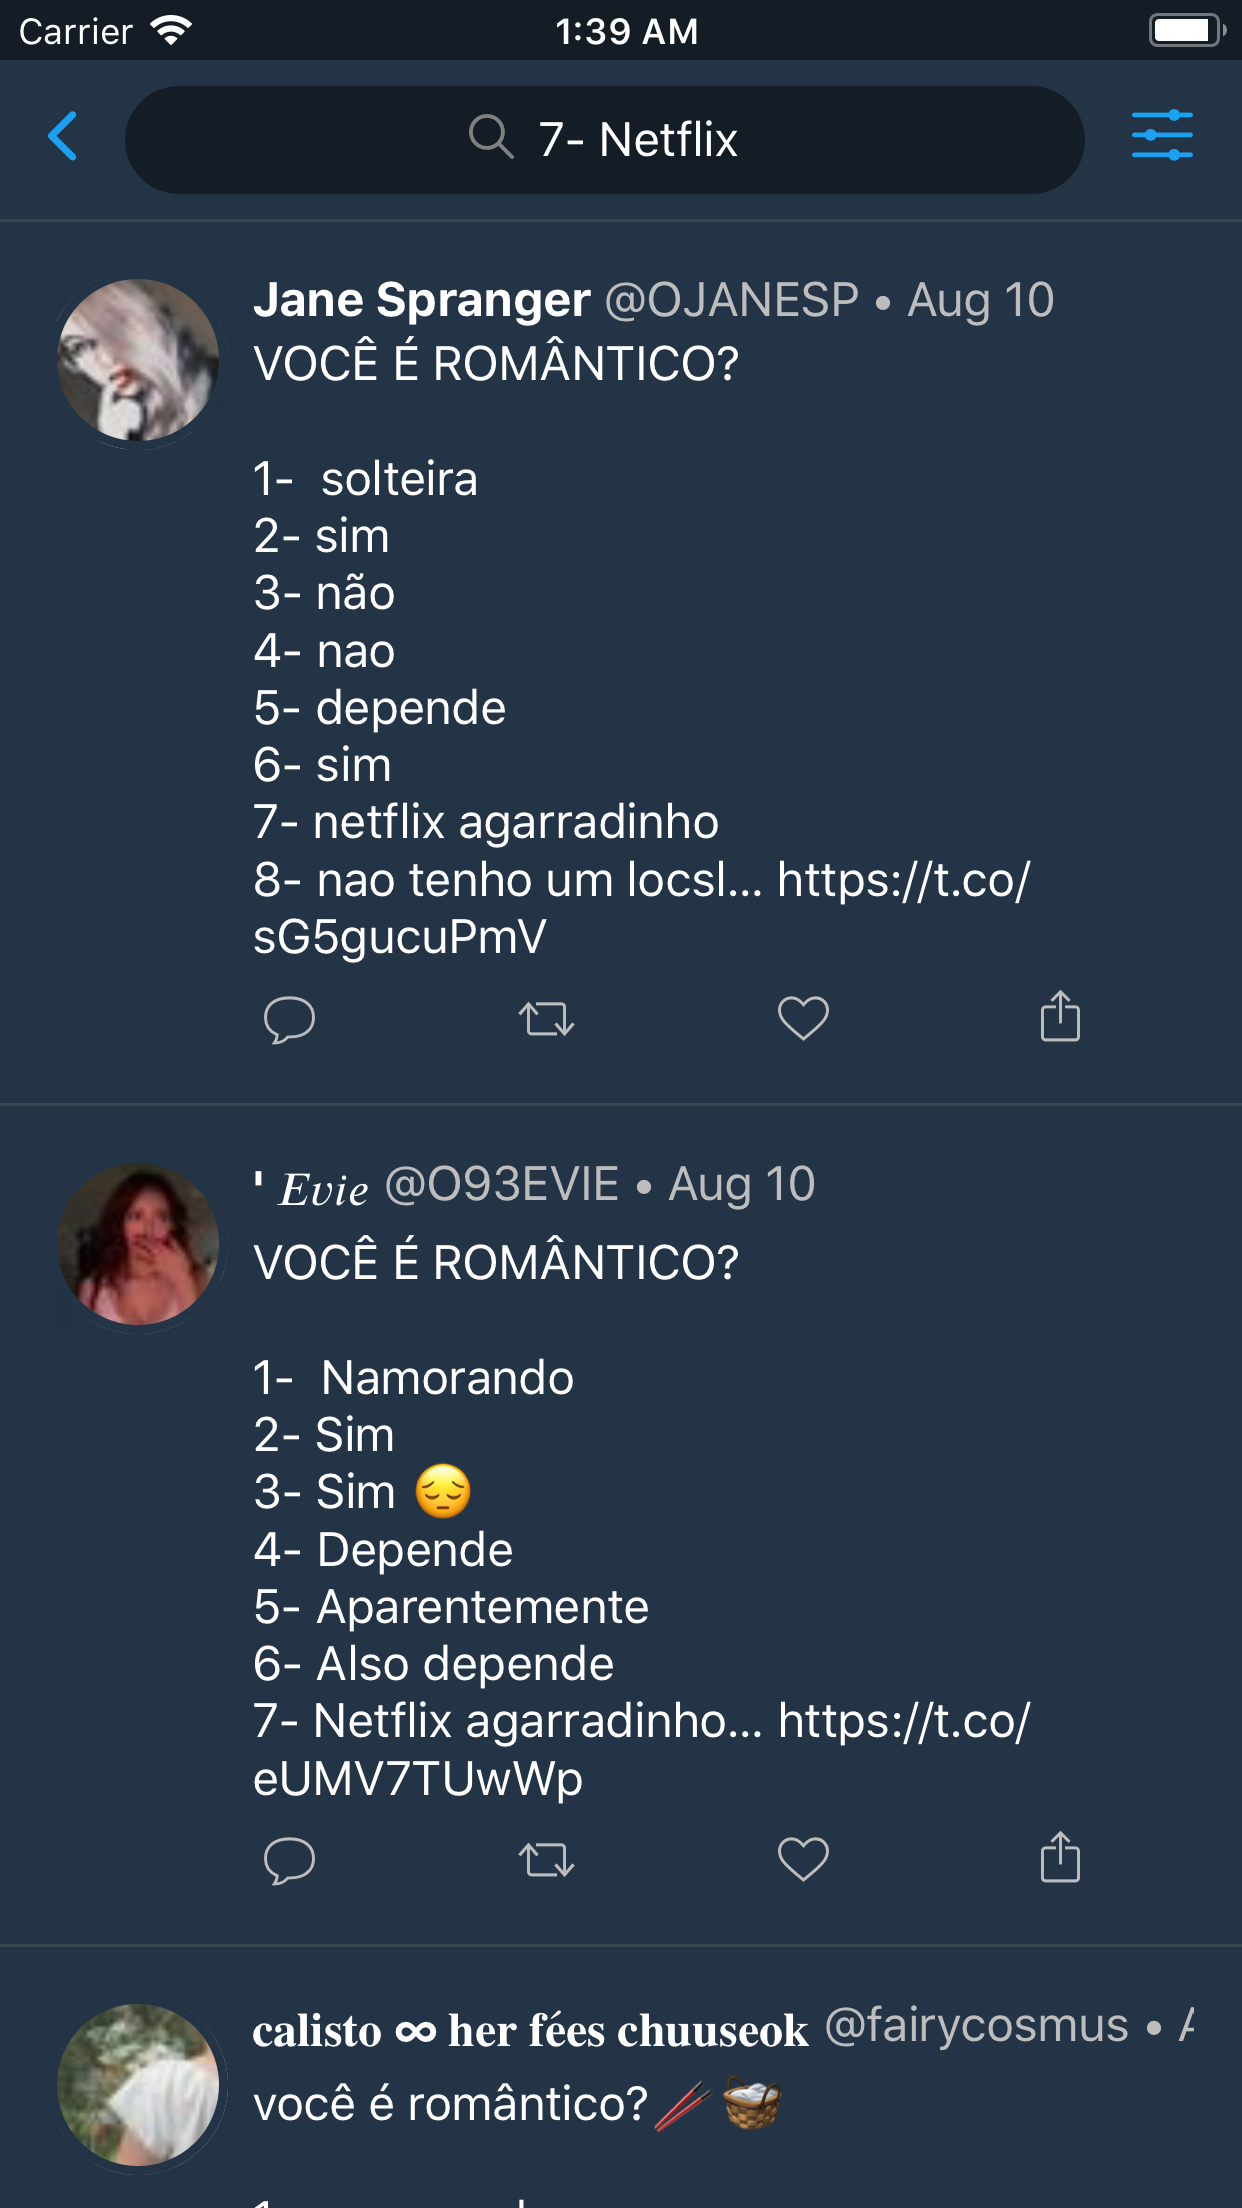 Carrier 1:39 AM
7- Netflix
Jane Spranger @OJANESP • Aug 10
VOCÊ É ROMÂNTICO?
1-  solteira
2- sim
3- não
4- nao
5- depende
6- sim
7- netflix agarradinho
8- nao tenho um locsl... https://t.co/
sG5gucuPmV
' 𝐸𝑣𝑖𝑒 @O93EVIE • Aug 10
VOCÊ É ROMÂNTICO?
1-  Namorando
2- Sim
3- Sim 😔
4- Depende
5- Aparentemente
6- Also depende
7- Netflix agarradinho... https://t.co/
eUMV7TUwWp
𝐜𝐚𝐥𝐢𝐬𝐭𝐨 ∞ 𝐡𝐞𝐫 𝐟é𝐞𝐬 𝐜𝐡𝐮𝐮𝐬𝐞𝐨𝐤 @fairycosmus •
você é romântico?🥢🧺